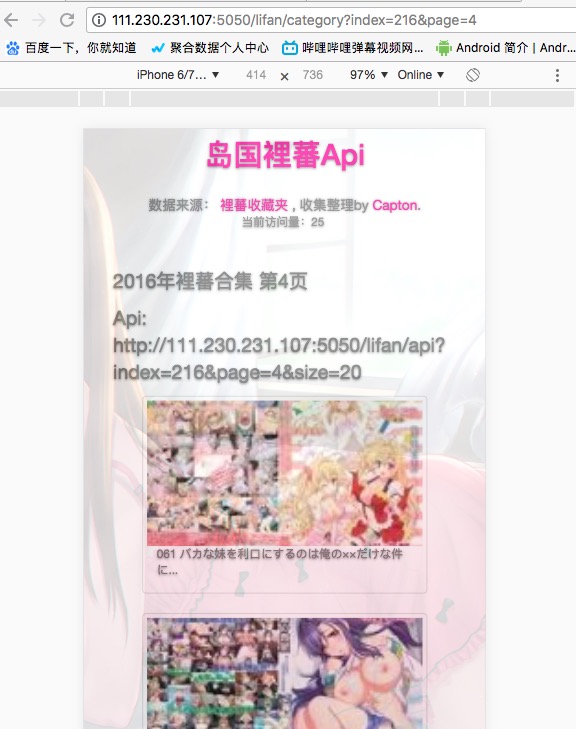 111.230.231.107:5050/lifan/category?index=216&page=4
百度一下，你就知道 聚合数据个人中心 哔哩哔哩弹幕视频网... Android 简介 | Andr...
iPhone 6/7... ▼ 414 × 736 97% ▼ Online ▼
岛国裡蕃Api
数据来源： 裡蕃收藏夹 , 收集整理by Capton.
当前访问量：25
2016年裡蕃合集 第4页
Api:
http://111.230.231.107:5050/lifan/api?
index=216&page=4&size=20
061 バカな妹を利口にするのは俺の××だけな件
に...